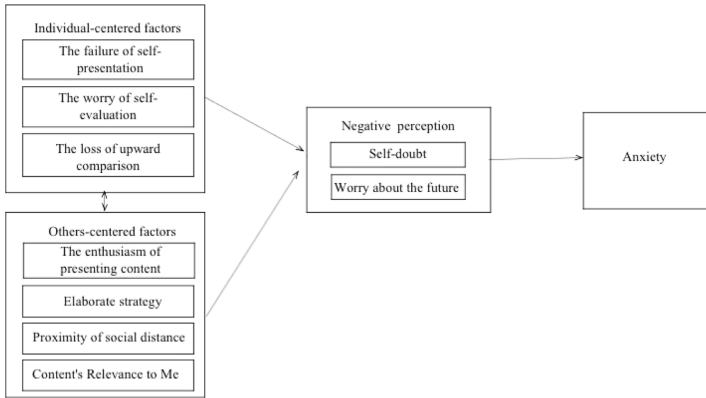 Individual-centered factors
The failure of self-
presentation
The worry of self-
evaluation
The loss of upward
comparison
Others-centered factors
The enthusiasm of
presenting content
Elaborate strategy
Proximity of social distance
Content's Relevance to Me
Negative perception
Self-doubt
Worry about the future
Anxiety